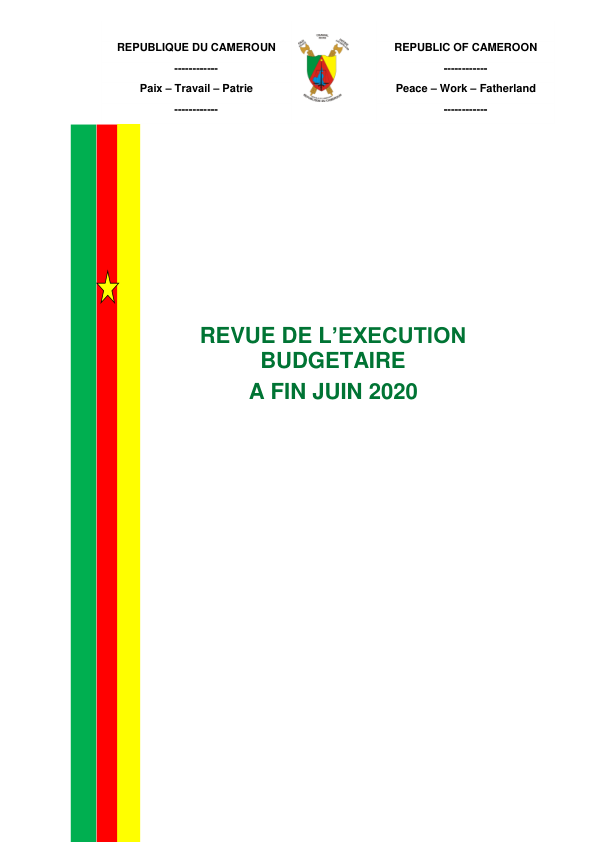 REPUBLIQUE DU CAMEROUN
------------
Paix – Travail – Patrie
------------
REPUBLIC OF CAMEROON
------------
Peace – Work – Fatherland
------------
REVUE DE L’EXECUTION
BUDGETAIRE
A FIN JUIN 2020